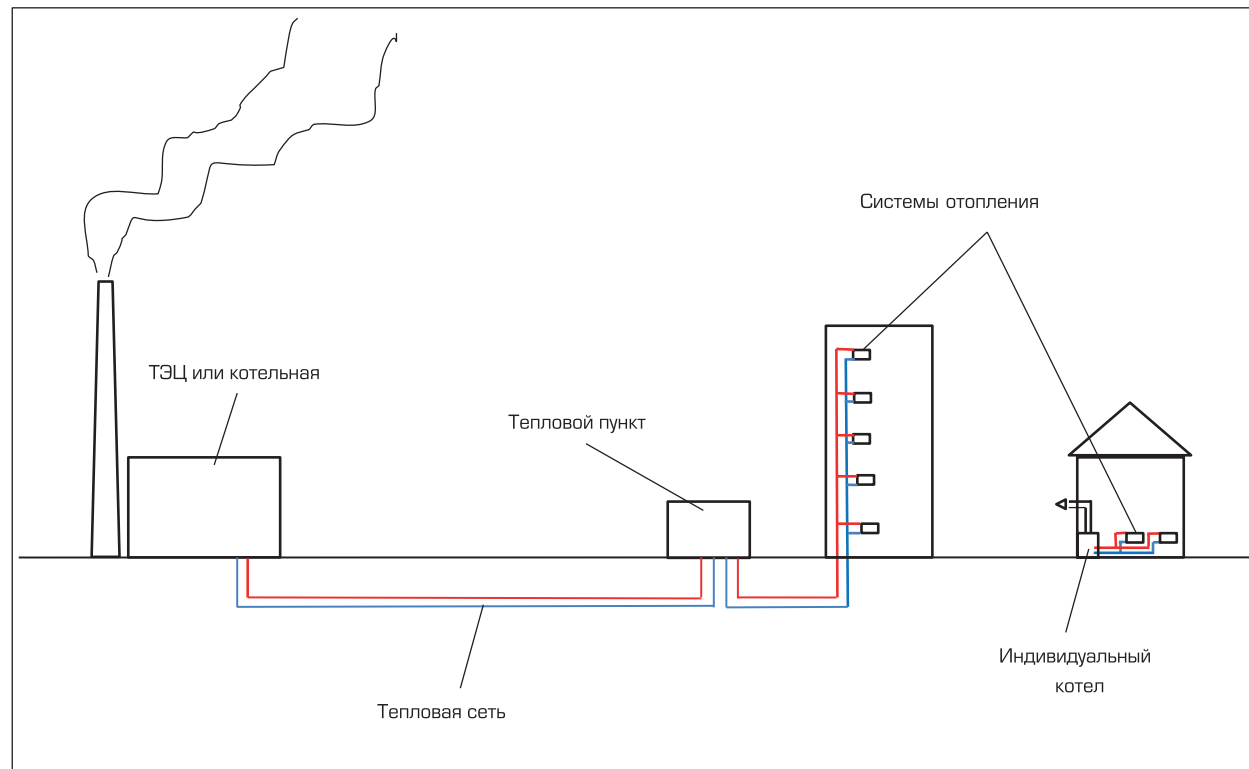 Системы отопления
ТЭЦ или котельная
Тепловой пункт
Индивидуальный
котел
Тепловая сеть